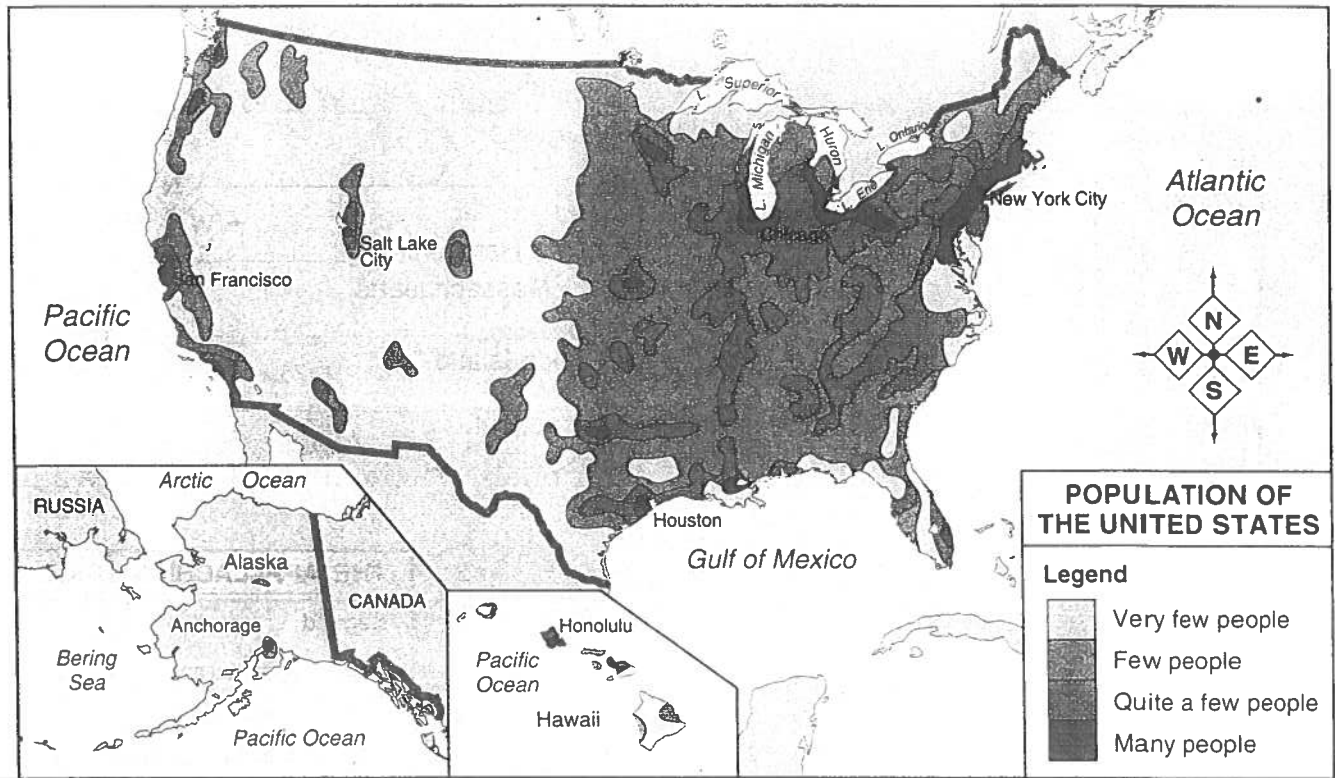 L. Superior
L. Michigan
Huron
L. Ontario
L. Erie
New York City
Chicago
Salt Lake
City
San Francisco
Pacific
Ocean
Atlantic
Ocean
N
W
E
S
Houston
Gulf of Mexico
Arctic Ocean
RUSSIA
Alaska
CANADA
Anchorage
Bering
Sea
Pacific Ocean
Honolulu
Pacific
Ocean
Hawaii
POPULATION OF
THE UNITED STATES
Legend
Very few people
Few people
Quite a few people
Many people